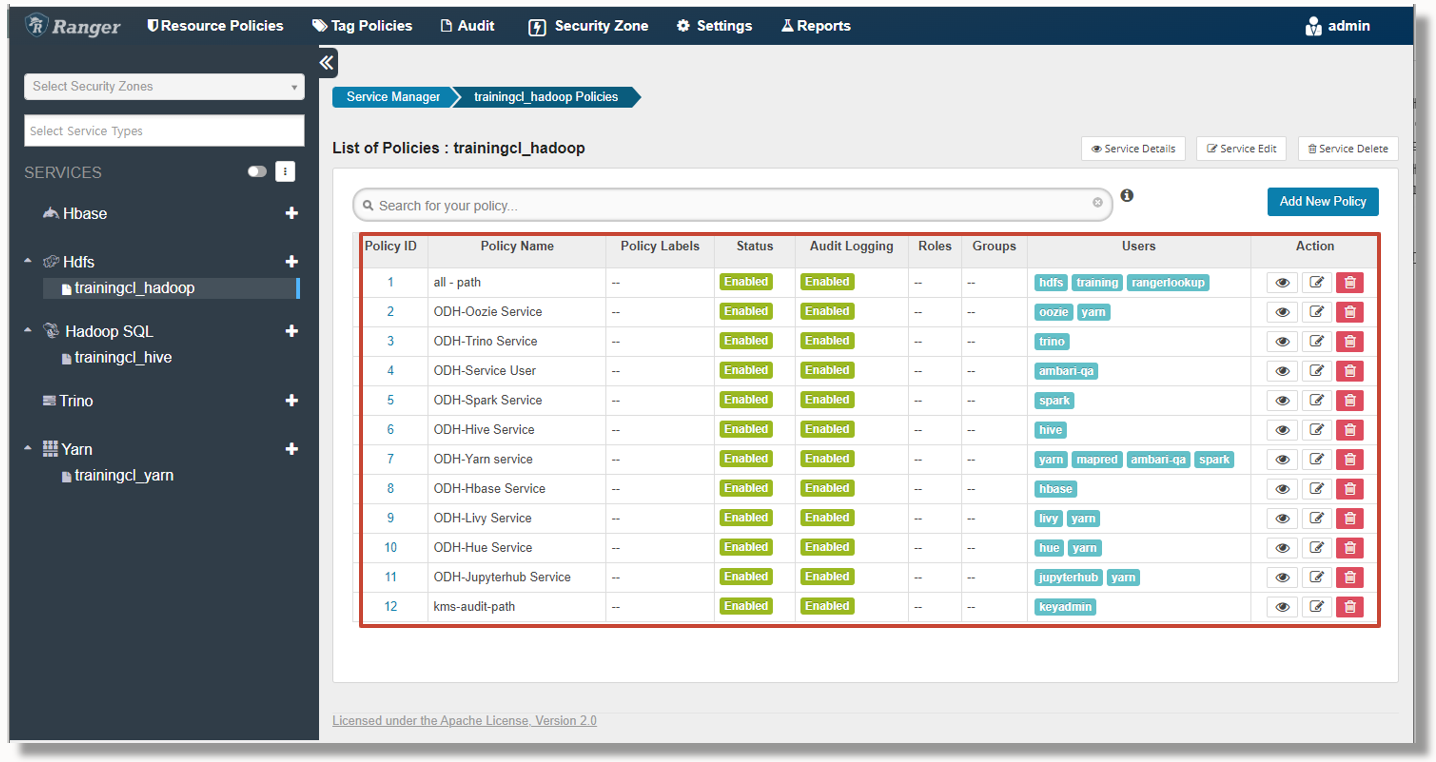 Ranger Resource Policies Tag Policies Audit Security Zone Settings Reports admin
Select Security Zones
Select Service Types
SERVICES
Hbase
Hdfs
trainingcl_hadoop
Hadoop SQL
trainingcl_hive
Trino
Yarn
trainingcl_yarn
Service Manager trainingcl_hadoop Policies
List of Policies : trainingcl_hadoop Service Details Service Edit Service Delete
Search for your policy... Add New Policy
Policy ID Policy Name Policy Labels Status Audit Logging Roles Groups Users Action
1 all - path -- Enabled Enabled -- -- hdfs training rangerlookup
2 ODH-Oozie Service -- Enabled Enabled -- -- oozie yarn
3 ODH-Trino Service -- Enabled Enabled -- -- trino
4 ODH-Service User -- Enabled Enabled -- -- ambari-qa
5 ODH-Spark Service -- Enabled Enabled -- -- spark
6 ODH-Hive Service -- Enabled Enabled -- -- hive
7 ODH-Yarn service -- Enabled Enabled -- -- yarn mapred ambari-qa spark
8 ODH-Hbase Service -- Enabled Enabled -- -- hbase
9 ODH-Livy Service -- Enabled Enabled -- -- livy yarn
10 ODH-Hue Service -- Enabled Enabled -- -- hue yarn
11 ODH-Jupyterhub Service -- Enabled Enabled -- -- jupyterhub yarn
12 kms-audit-path -- Enabled Enabled -- -- keyadmin
Licensed under the Apache License, Version 2.0